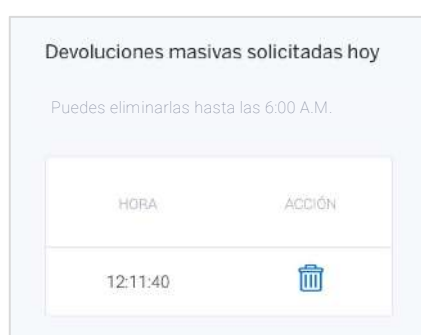 Devoluciones masivas solicitadas hoy
Puedes eliminarlas hasta las 6:00 A.M.
HORA ACCIÓN
12:11:40